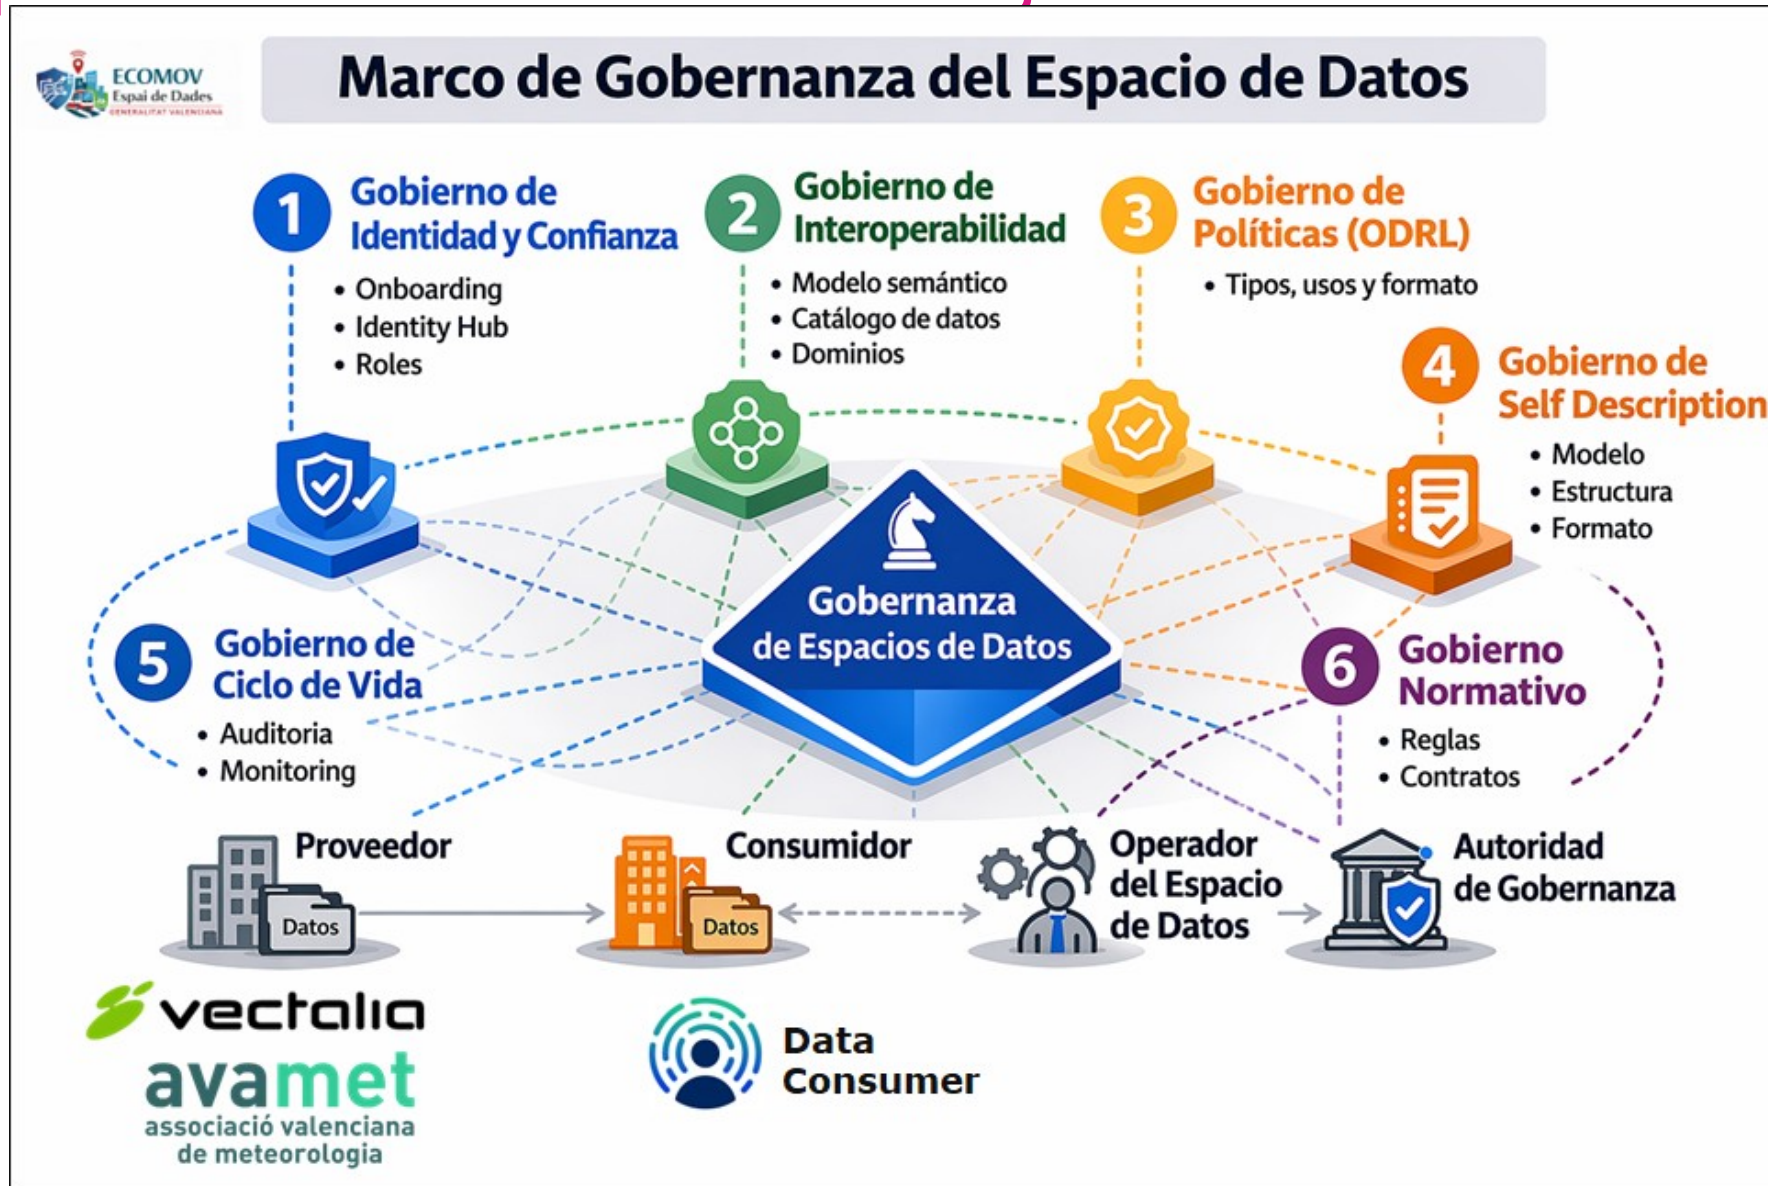 ECOMOV
Espai de Dades
GENERALITAT VALENCIANA
Marco de Gobernanza del Espacio de Datos
1
Gobierno de
Identidad y Confianza
• Onboarding
• Identity Hub
• Roles
2
Gobierno de
Interoperabilidad
• Modelo semántico
• Catálogo de datos
• Dominios
3
Gobierno de
Políticas (ODRL)
• Tipos, usos y formato
4
Gobierno de
Self Description
• Modelo
• Estructura
• Formato
Gobernanza
de Espacios de Datos
5
Gobierno de
Ciclo de Vida
• Auditoria
• Monitoring
6
Gobierno
Normativo
• Reglas
• Contratos
Proveedor
Datos
Consumidor
Datos
Operador
del Espacio
de Datos
Autoridad
de Gobernanza
vectalia
avamet
associació valenciana
de meteorologia
Data
Consumer